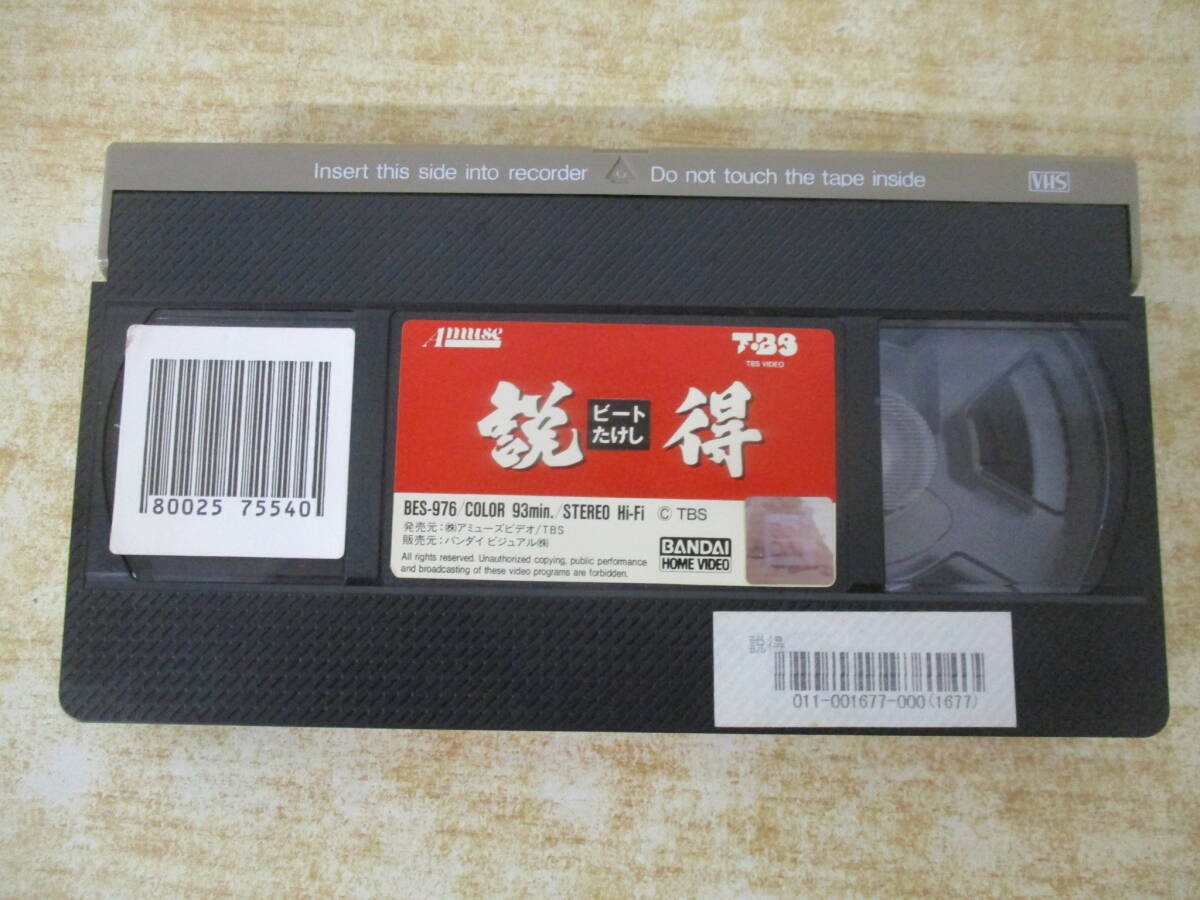 Insert this side into recorder Do not touch the tape inside VHS
Amuse
T·BS
TBS VIDEO
説 ビートたけし 得
BES-976/COLOR 93min./STEREO Hi-Fi © TBS
発売元:㈱アミューズビデオ/TBS
販売元:バンダイビジュアル㈱
All rights reserved. Unauthorized copying, public performance
and broadcasting of these video programs are forbidden.
BANDAI
HOME VIDEO
80025 75540
説得
011-001677-000(1677)